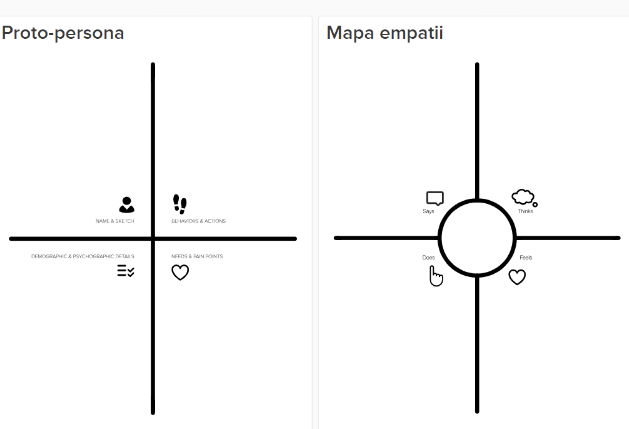 Proto-persona
NAME & SKETCH
BEHAVIORS & ACTIONS
DEMOGRAPHIC & PSYCHOGRAPHIC DETAILS
NEEDS & PAIN POINTS
Mapa empatii
Says
Thinks
Does
Feels